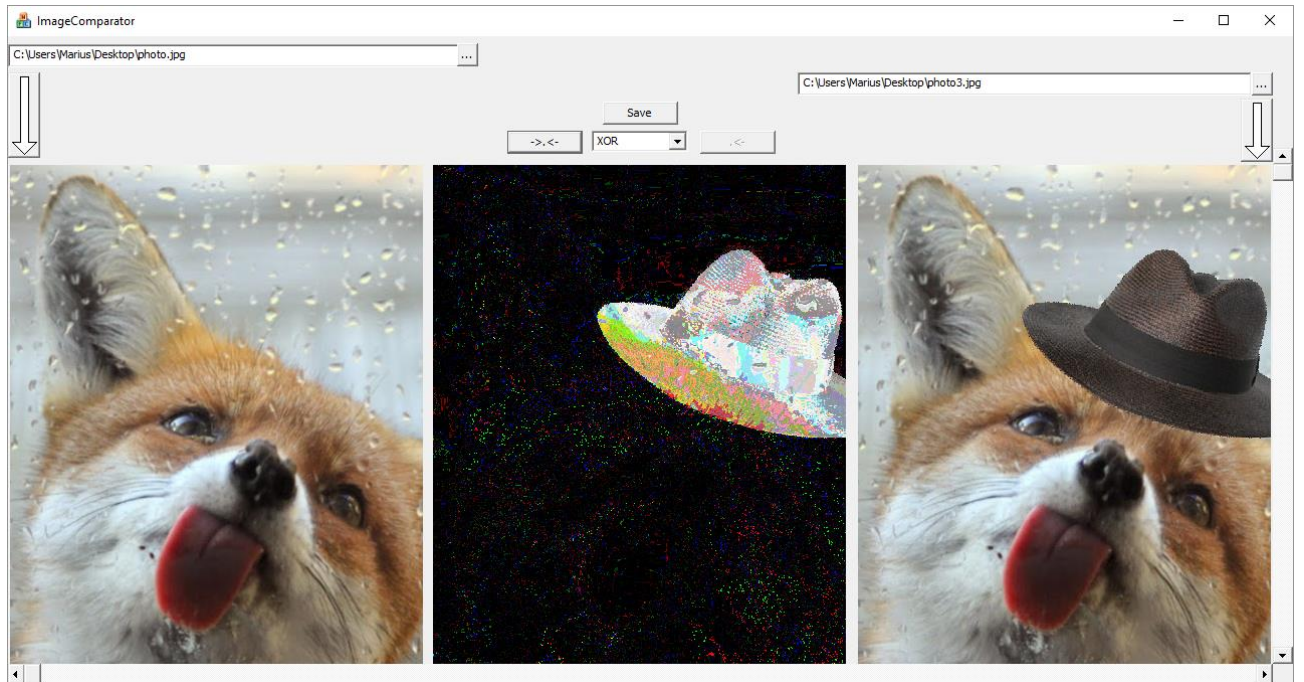 ImageComparator
C:\Users\Marius\Desktop\photo.jpg
...
C:\Users\Marius\Desktop\photo3.jpg
...
Save
->.<-
XOR
.<-